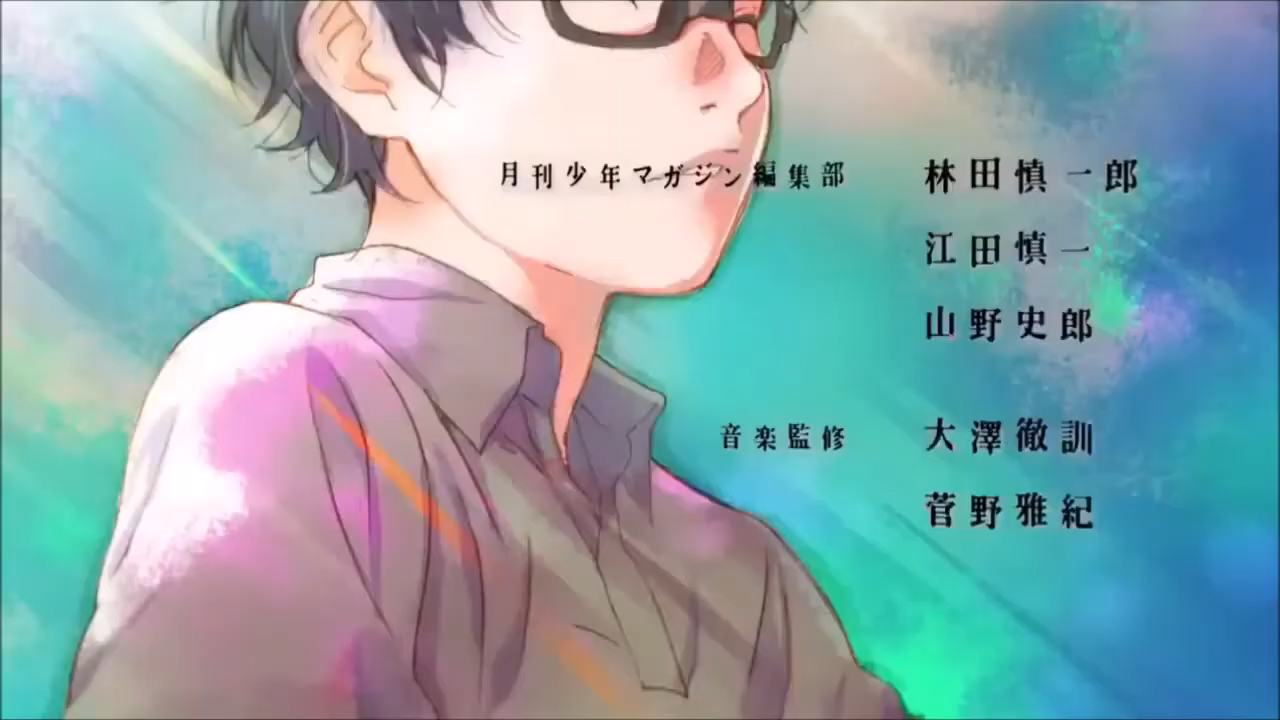 月刊少年マガジン編集部 林田慎一郎
江田慎一
山野史郎
音楽監修 大澤徹訓
菅野雅紀